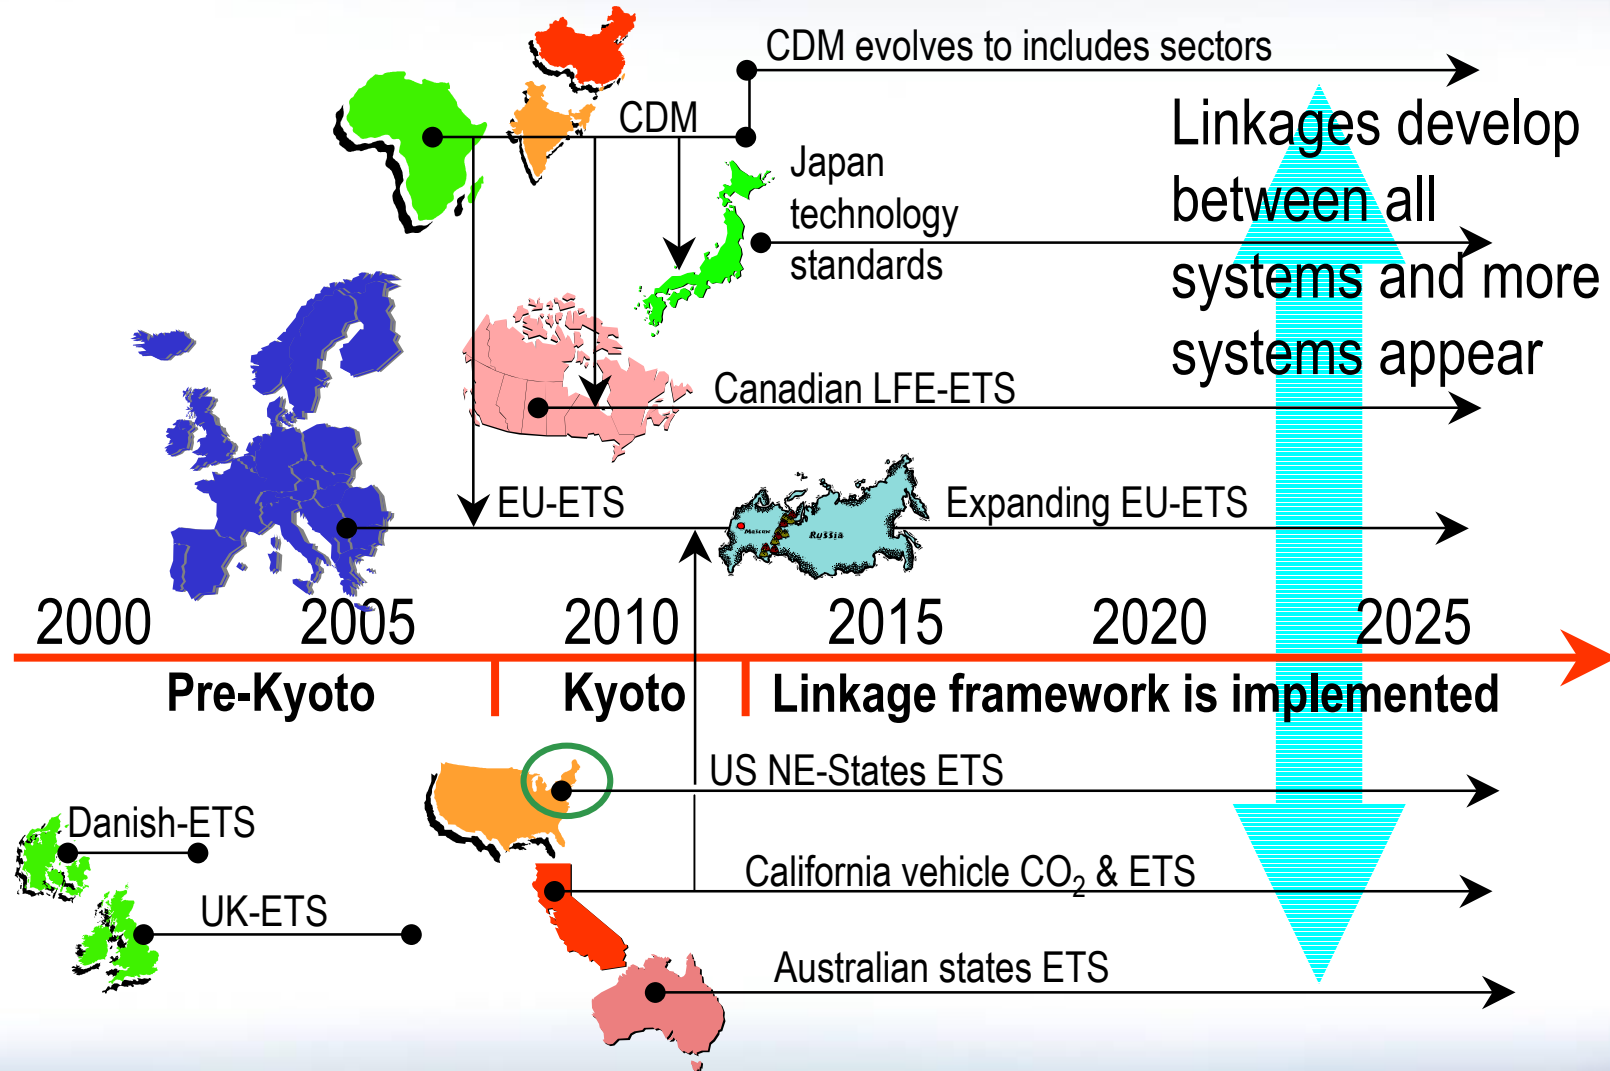 CDM evolves to includes sectors
CDM
Linkages develop
between all
systems and more
systems appear
Japan
technology
standards
Canadian LFE-ETS
EU-ETS
Expanding EU-ETS
Moscow
Russia
2000 2005 2010 2015 2020 2025
Pre-Kyoto Kyoto Linkage framework is implemented
US NE-States ETS
Danish-ETS
California vehicle CO₂ & ETS
UK-ETS
Australian states ETS